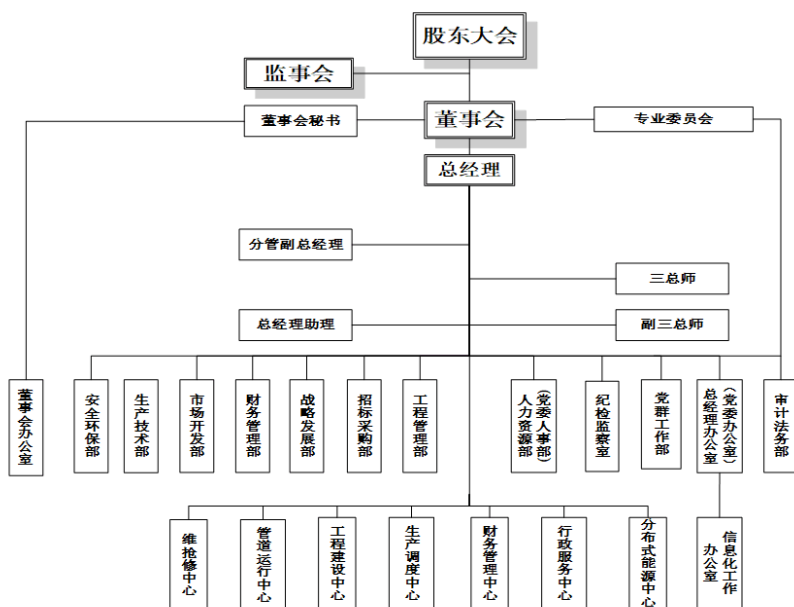 股东大会
监事会
董事会秘书
董事会
专业委员会
总经理
分管副总经理
三总师
总经理助理
副三总师
董事会办公室
安全环保部
生产技术部
市场开发部
财务管理部
战略发展部
招标采购部
工程管理部
人力资源部
(党委人事部)
纪检监察室
党群工作部
总经理办公室
(党委办公室)
审计法务部
维抢修中心
管道运行中心
工程建设中心
生产调度中心
财务管理中心
行政服务中心
分布式能源中心
信息化工作
办公室